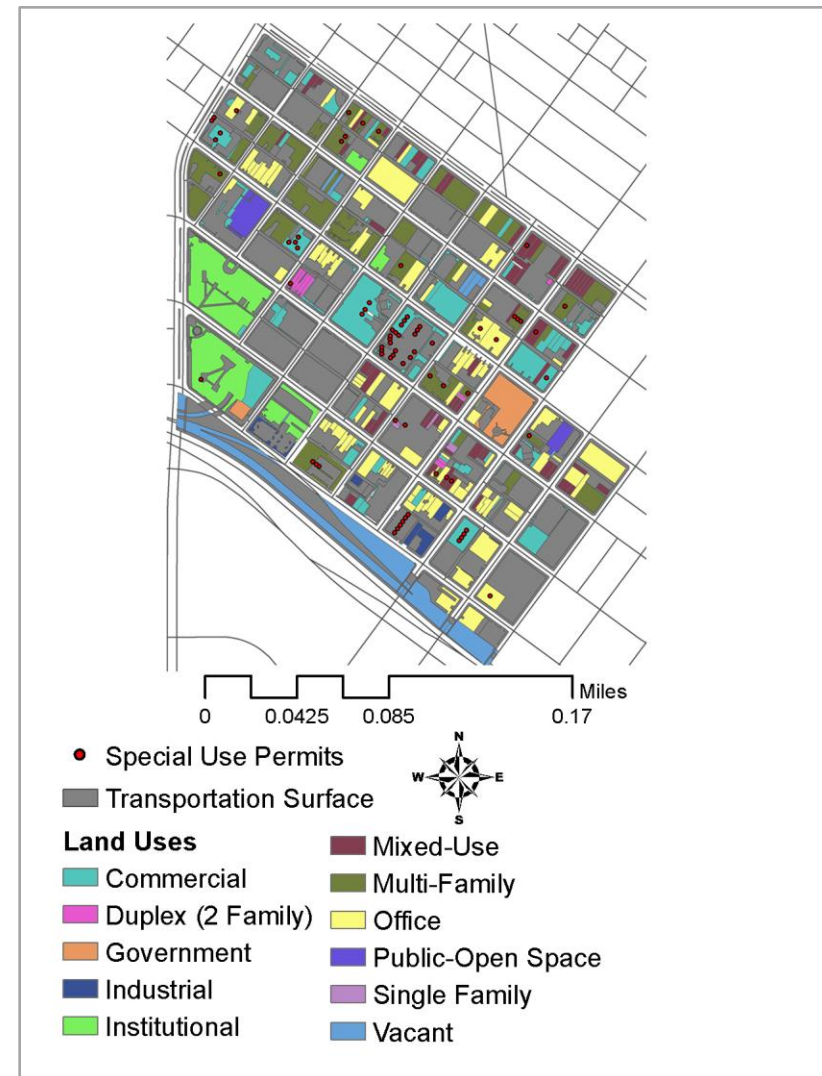 Miles
0 0.0425 0.085 0.17
N
W E
S
Special Use Permits
Transportation Surface
Land Uses
Commercial
Duplex (2 Family)
Government
Industrial
Institutional
Mixed-Use
Multi-Family
Office
Public-Open Space
Single Family
Vacant